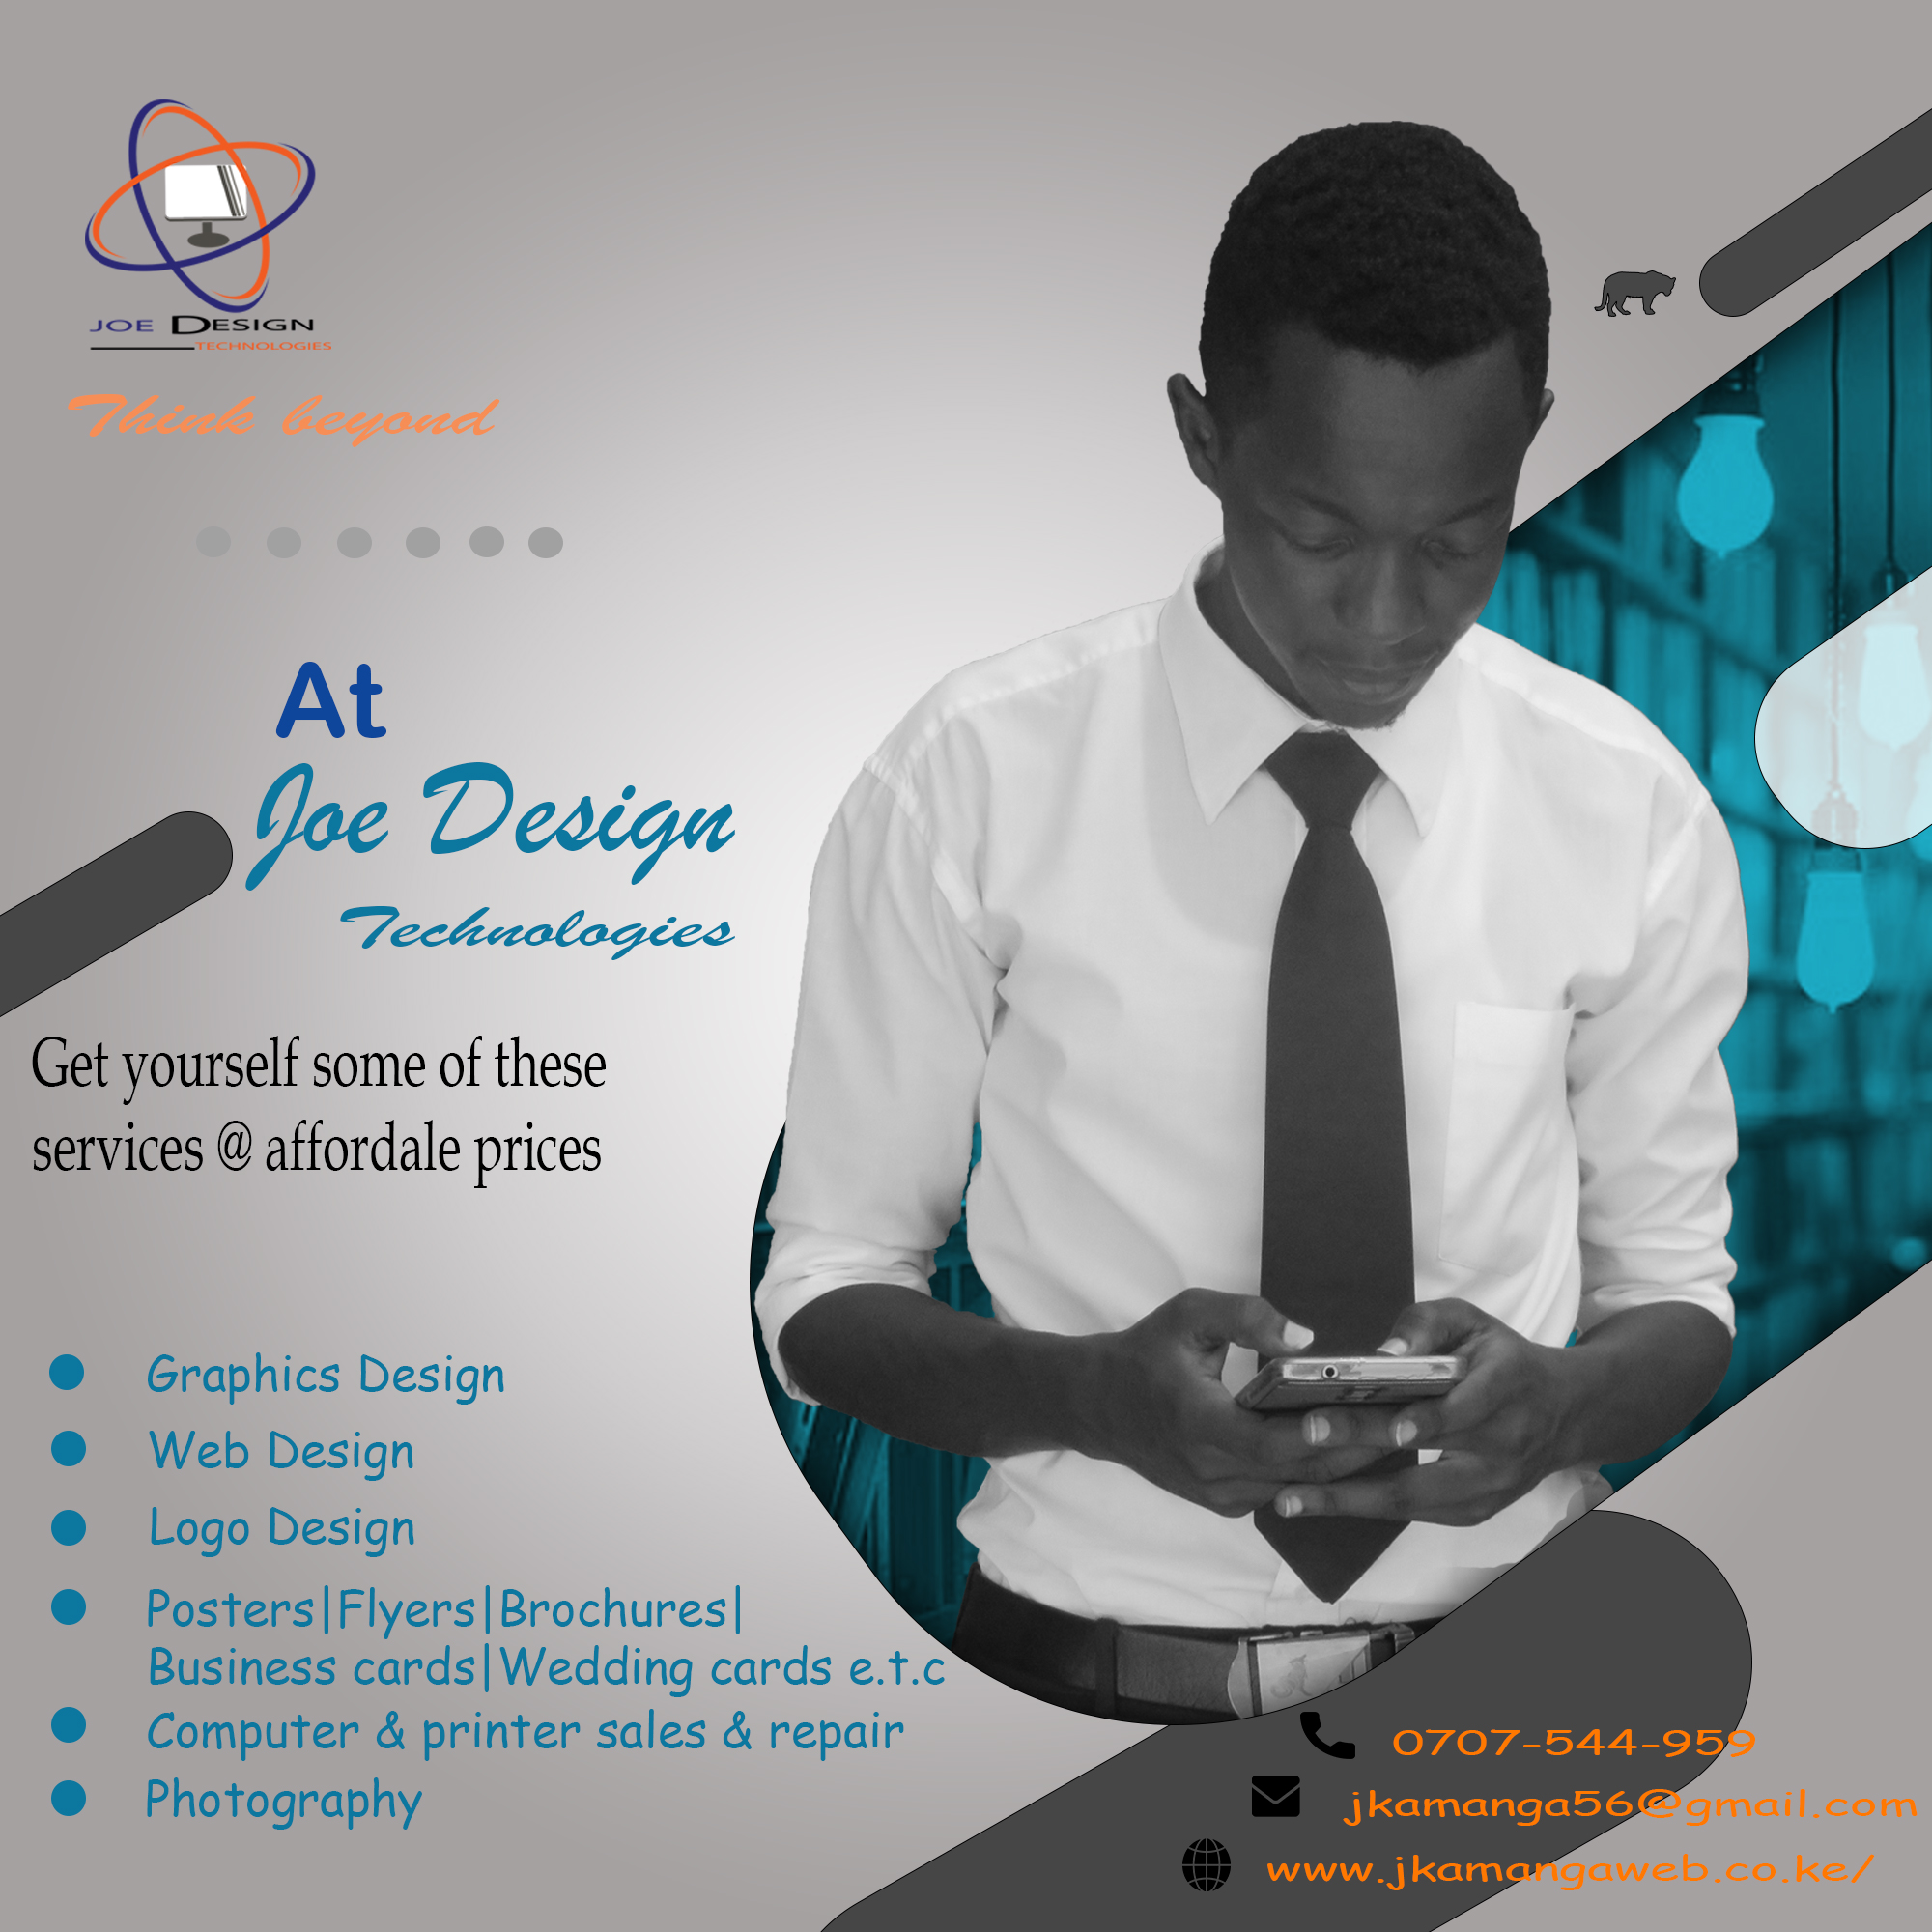 JOE DESIGN
TECHNOLOGIES
Think beyond
At
Joe Design
Technologies
Get yourself some of these
services @ affordale prices
Graphics Design
Web Design
Logo Design
Posters|Flyers|Brochures|
Business cards|Wedding cards e.t.c
Computer & printer sales & repair
Photography
0707-544-959
jkamanga56@gmail.com
www.jkamangaweb.co.ke/